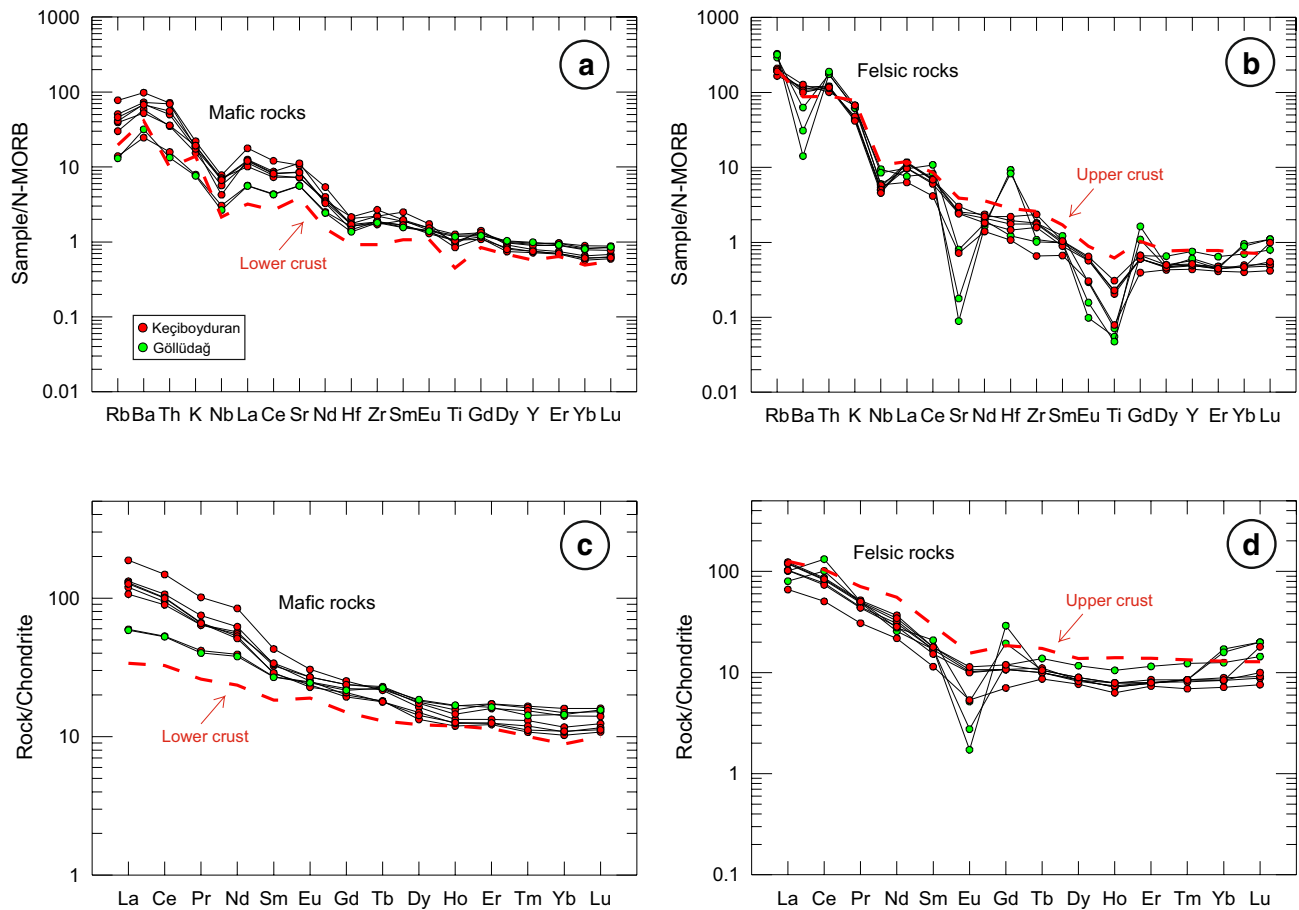 1000
100
10
1
0.1
0.01
Sample/N-MORB
a
Mafic rocks
Lower crust
Keçiboyduran
Göllüdağ
Rb Ba Th K Nb La Ce Sr Nd Hf Zr Sm Eu Ti Gd Dy Y Er Yb Lu
1000
100
10
1
0.1
0.01
Sample/N-MORB
b
Felsic rocks
Upper crust
Rb Ba Th K Nb La Ce Sr Nd Hf Zr Sm Eu Ti Gd Dy Y Er Yb Lu
100
10
1
Rock/Chondrite
c
Mafic rocks
Lower crust
La Ce Pr Nd Sm Eu Gd Tb Dy Ho Er Tm Yb Lu
100
10
1
0.1
Rock/Chondrite
d
Felsic rocks
Upper crust
La Ce Pr Nd Sm Eu Gd Tb Dy Ho Er Tm Yb Lu